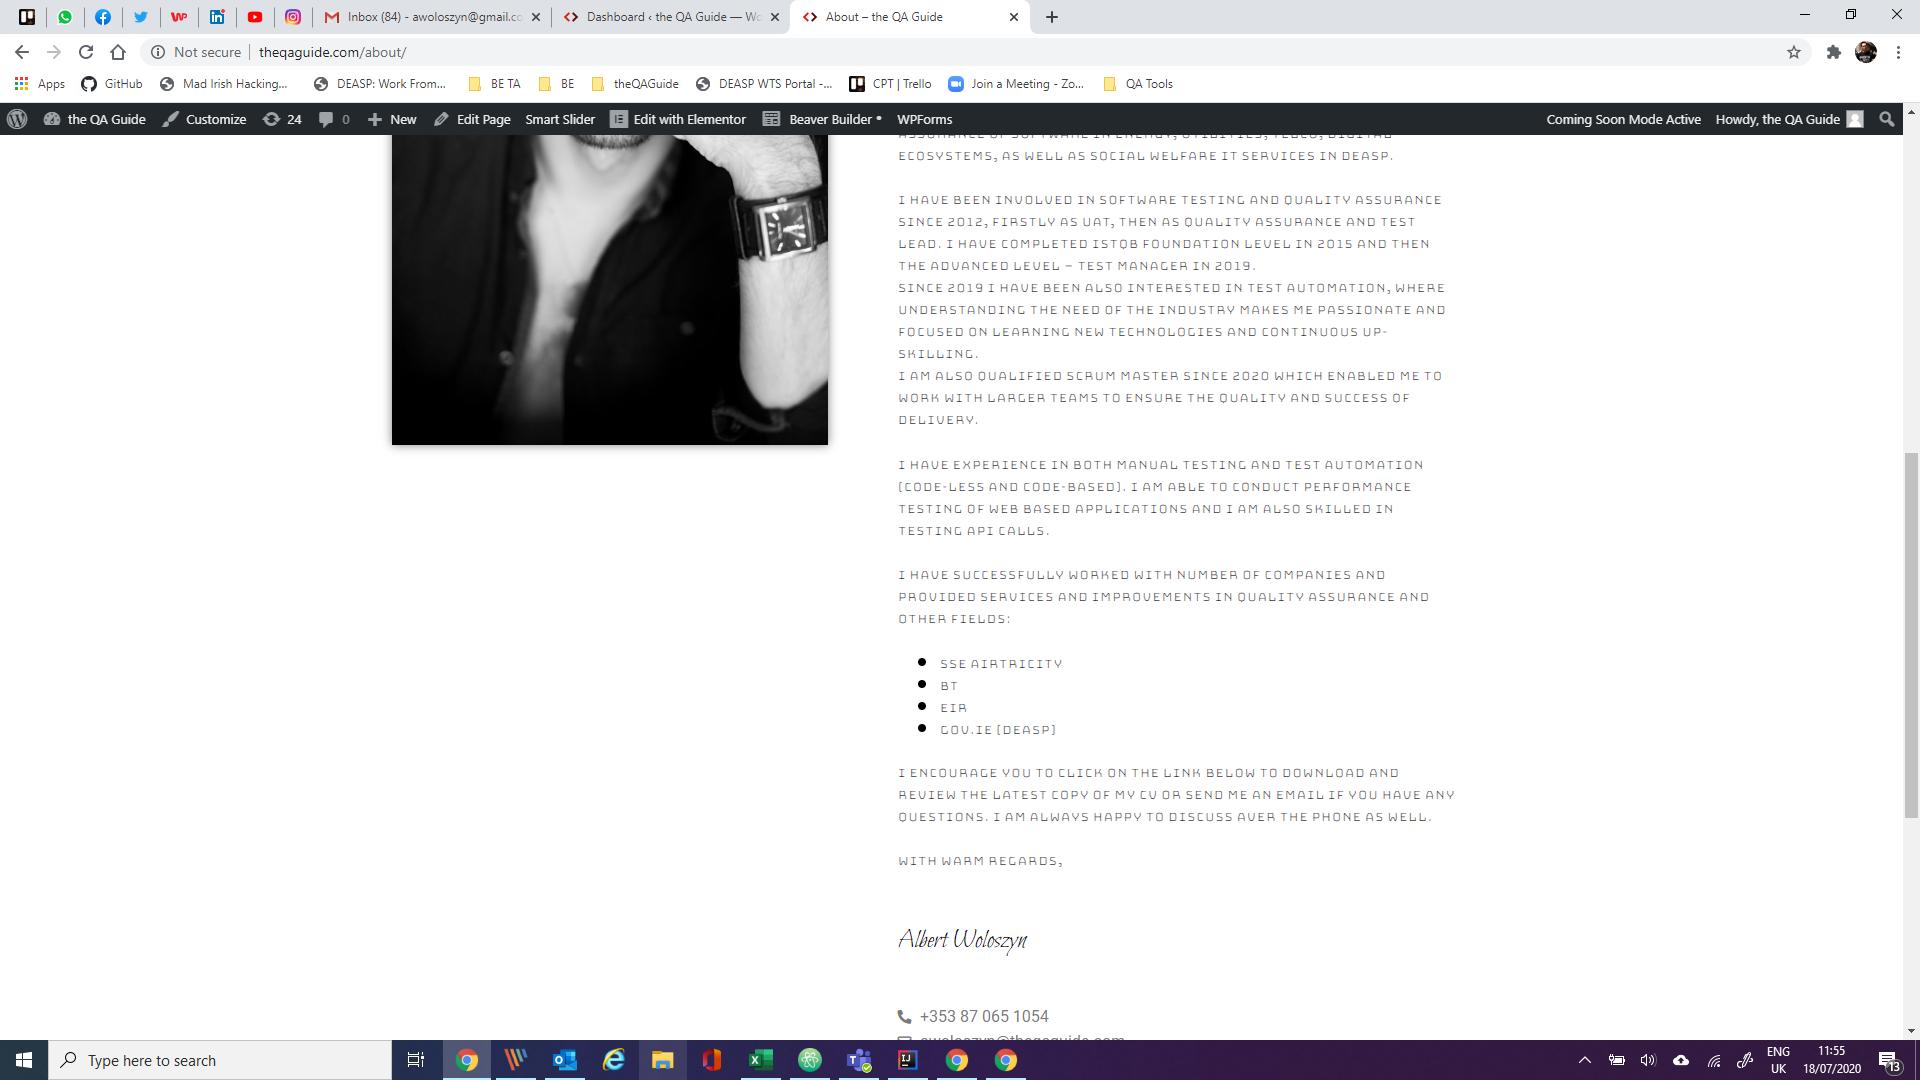 Inbox (84) - awoloszyn@gmail.co
Dashboard ‹ the QA Guide — Wo
About – the QA Guide
Not secure
theqaguide.com/about/
Apps
GitHub
Mad Irish Hacking...
DEASP: Work From...
BE TA
BE
theQAGuide
DEASP WTS Portal -...
CPT | Trello
Join a Meeting - Zo...
QA Tools
the QA Guide
Customize
24
0
New
Edit Page
Smart Slider
Edit with Elementor
Beaver Builder •
WPForms
Coming Soon Mode Active
Howdy, the QA Guide
ASSURANCE OF SOFTWARE IN ENERGY, UTILITIES, TELCO, DIGITAL
ECOSYSTEMS, AS WELL AS SOCIAL WELFARE IT SERVICES IN DEASP.
I HAVE BEEN INVOLVED IN SOFTWARE TESTING AND QUALITY ASSURANCE
SINCE 2012, FIRSTLY AS UAT, THEN AS QUALITY ASSURANCE AND TEST
LEAD. I HAVE COMPLETED ISTQB FOUNDATION LEVEL IN 2015 AND THEN
THE ADVANCED LEVEL – TEST MANAGER IN 2019.
SINCE 2019 I HAVE BEEN ALSO INTERESTED IN TEST AUTOMATION, WHERE
UNDERSTANDING THE NEED OF THE INDUSTRY MAKES ME PASSIONATE AND
FOCUSED ON LEARNING NEW TECHNOLOGIES AND CONTINUOUS UP-
SKILLING.
I AM ALSO QUALIFIED SCRUM MASTER SINCE 2020 WHICH ENABLED ME TO
WORK WITH LARGER TEAMS TO ENSURE THE QUALITY AND SUCCESS OF
DELIVERY.
I HAVE EXPERIENCE IN BOTH MANUAL TESTING AND TEST AUTOMATION
(CODE-LESS AND CODE-BASED). I AM ABLE TO CONDUCT PERFORMANCE
TESTING OF WEB BASED APPLICATIONS AND I AM ALSO SKILLED IN
TESTING API CALLS.
I HAVE SUCCESSFULLY WORKED WITH NUMBER OF COMPANIES AND
PROVIDED SERVICES AND IMPROVEMENTS IN QUALITY ASSURANCE AND
OTHER FIELDS:
SSE AIRTRICITY
BT
EIR
GOV.IE (DEASP)
I ENCOURAGE YOU TO CLICK ON THE LINK BELOW TO DOWNLOAD AND
REVIEW THE LATEST COPY OF MY CV OR SEND ME AN EMAIL IF YOU HAVE ANY
QUESTIONS. I AM ALWAYS HAPPY TO DISCUSS AVER THE PHONE AS WELL.
WITH WARM REGARDS,
Albert Woloszyn
+353 87 065 1054
awoloszyn@theqaguide.com
Type here to search
ENG
UK
11:55
18/07/2020
13